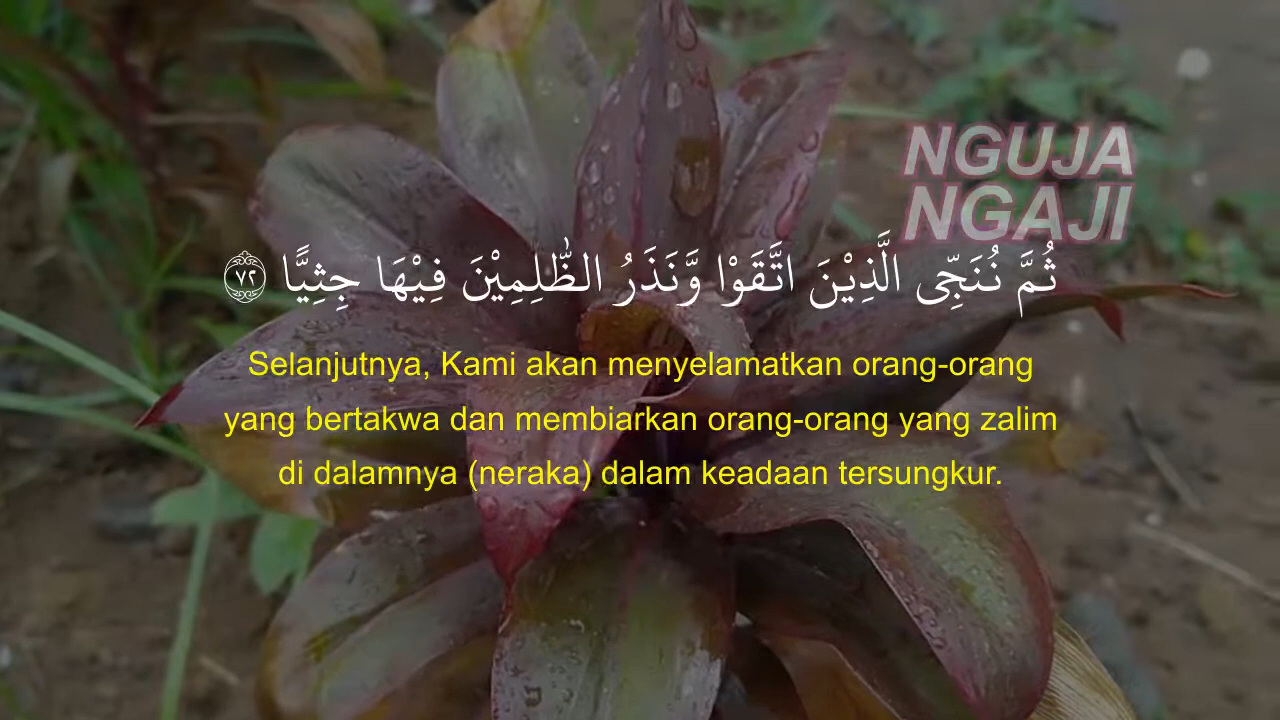 NGUJA
NGAJI
ثُمَّ نُنَجِّى الَّذِيْنَ اتَّقَوْا وَّنَذَرُ الظّٰلِمِيْنَ فِيْهَا جِثِيًّا ۝٧٢
Selanjutnya, Kami akan menyelamatkan orang-orang
yang bertakwa dan membiarkan orang-orang yang zalim
di dalamnya (neraka) dalam keadaan tersungkur.